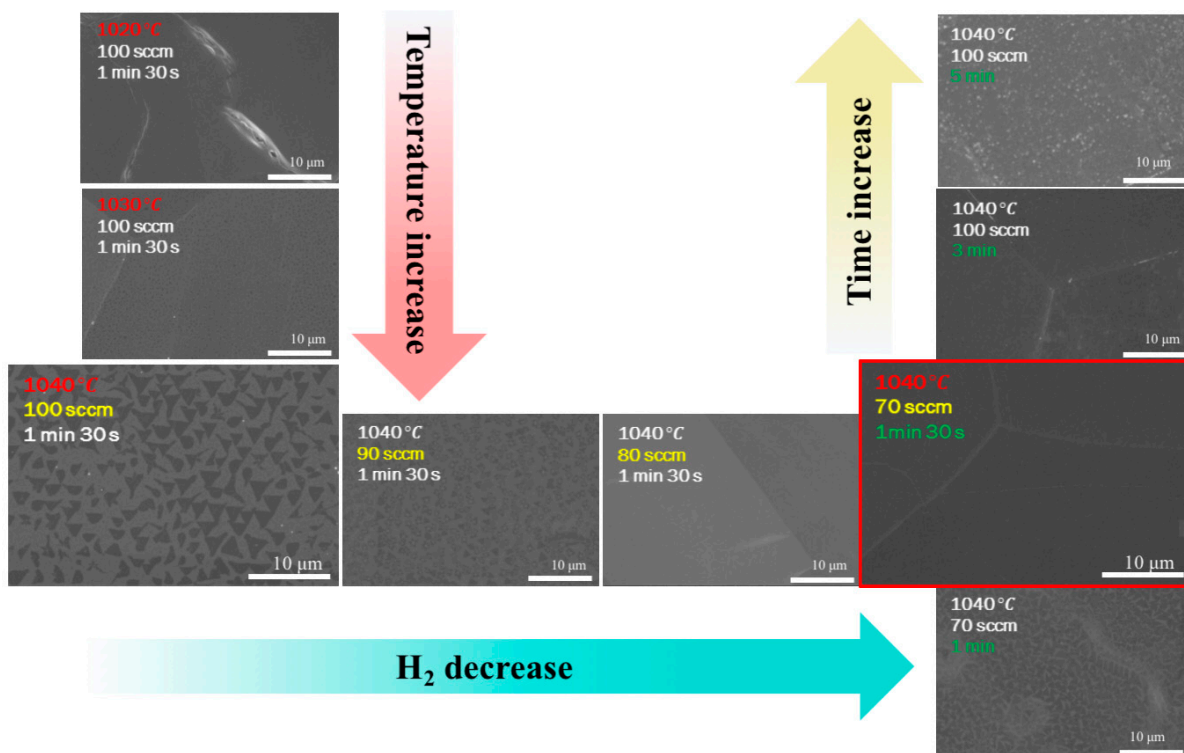 1020°C
100 sccm
1 min 30 s
10 μm
1030°C
100 sccm
1 min 30 s
10 μm
1040°C
100 sccm
1 min 30 s
10 μm
Temperature increase
1040°C
90 sccm
1 min 30 s
10 μm
1040°C
80 sccm
1 min 30 s
10 μm
Time increase
1040°C
100 sccm
5 min
10 μm
1040°C
100 sccm
3 min
10 μm
1040°C
70 sccm
1min 30 s
10 μm
1040°C
70 sccm
1 min
10 μm
H₂ decrease